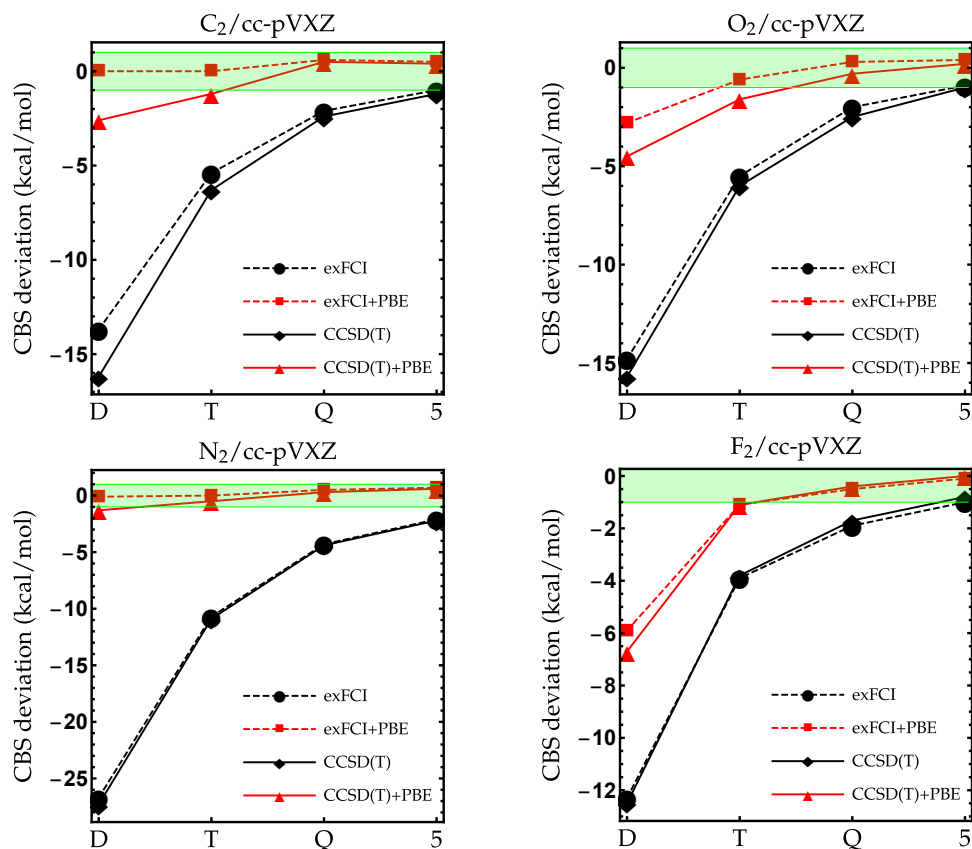 C₂/cc-pVXZ
CBS deviation (kcal/mol)
0
−5
−10
−15
exFCI
exFCI+PBE
CCSD(T)
CCSD(T)+PBE
D T Q 5
O₂/cc-pVXZ
CBS deviation (kcal/mol)
0
−5
−10
−15
exFCI
exFCI+PBE
CCSD(T)
CCSD(T)+PBE
D T Q 5
N₂/cc-pVXZ
CBS deviation (kcal/mol)
0
−5
−10
−15
−20
−25
exFCI
exFCI+PBE
CCSD(T)
CCSD(T)+PBE
D T Q 5
F₂/cc-pVXZ
CBS deviation (kcal/mol)
0
−2
−4
−6
−8
−10
−12
exFCI
exFCI+PBE
CCSD(T)
CCSD(T)+PBE
D T Q 5